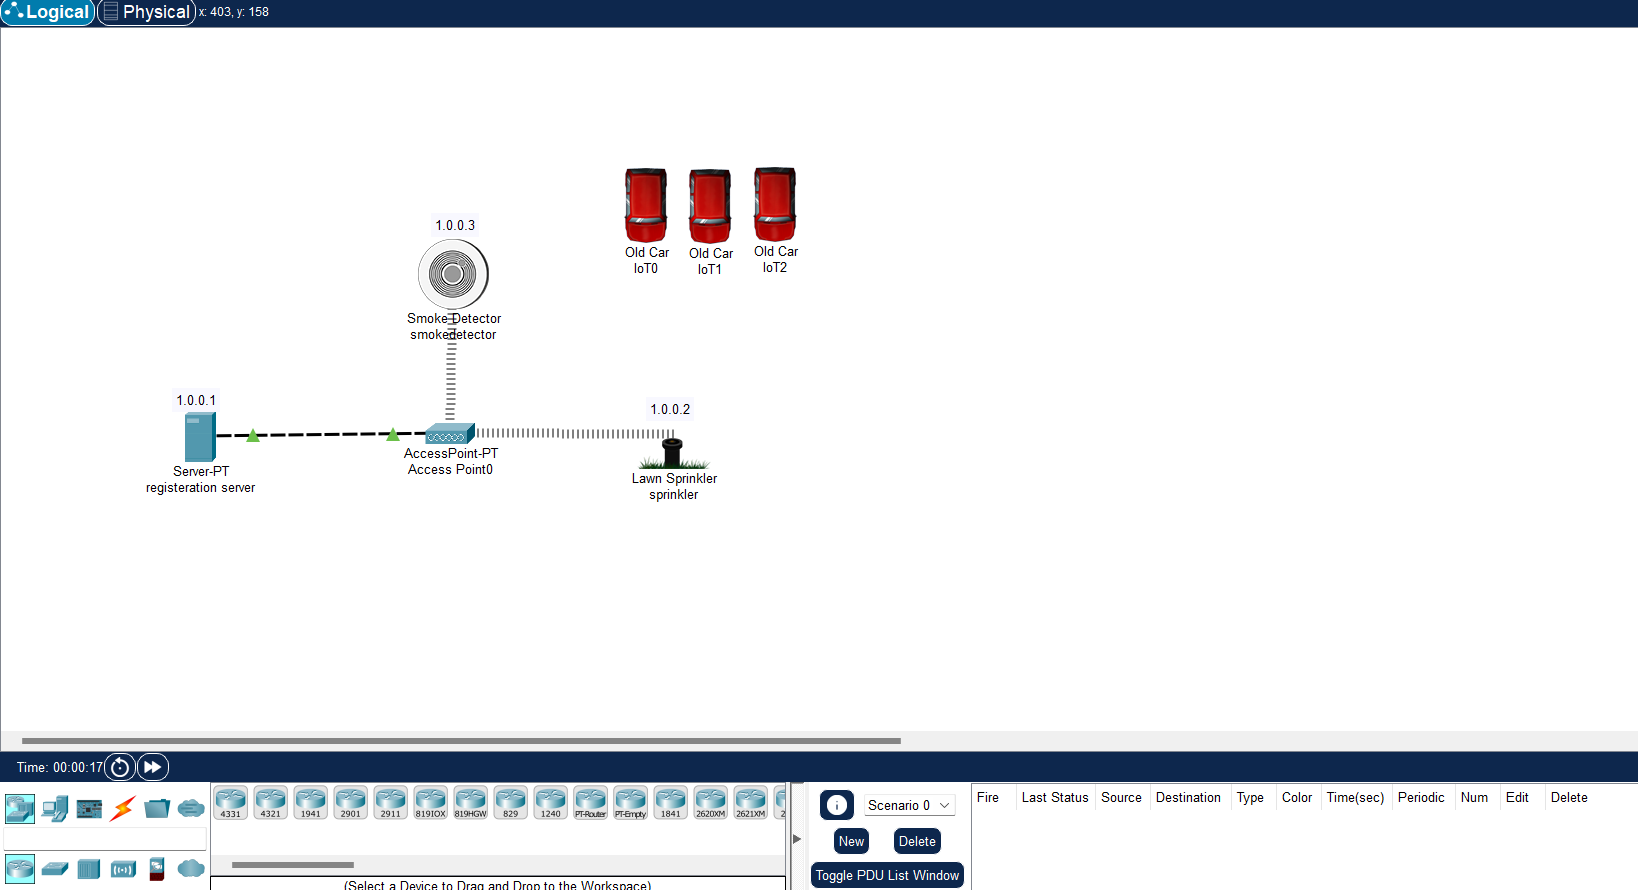 Logical Physical x: 403, y: 158
1.0.0.3
Smoke Detector
smokedetector
Old Car
IoT0
Old Car
IoT1
Old Car
IoT2
1.0.0.1
Server-PT
registeration server
AccessPoint-PT
Access Point0
1.0.0.2
Lawn Sprinkler
sprinkler
Time: 00:00:17
4331 4321 1941 2901 2911 819IOX 819HGW 829 1240 PT-Router PT-Empty 1841 2620XM 2621XM 2
(Select a Device to Drag and Drop to the Workspace)
i Scenario 0
New Delete
Toggle PDU List Window
Fire Last Status Source Destination Type Color Time(sec) Periodic Num Edit Delete